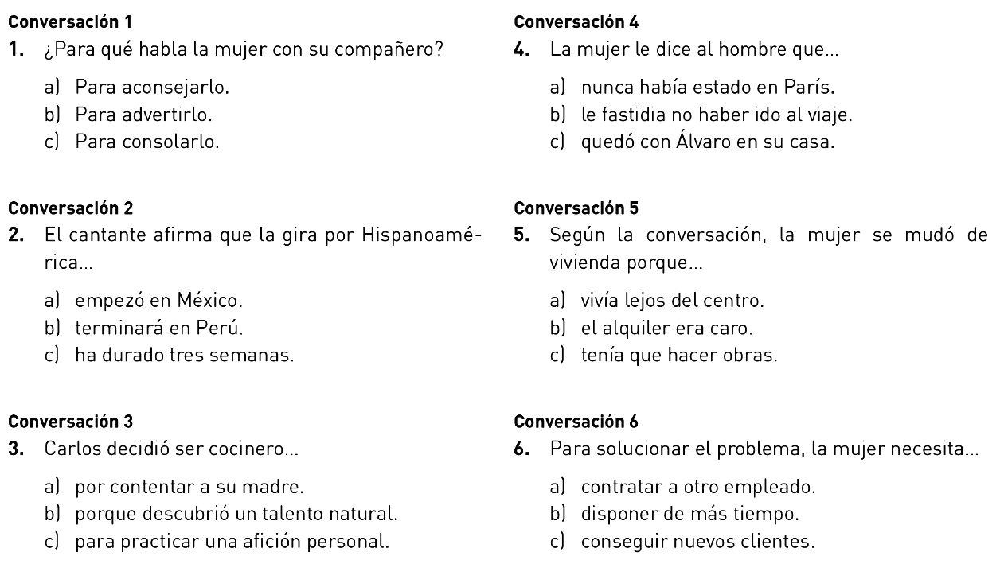 Conversación 1
1. ¿Para qué habla la mujer con su compañero?
a) Para aconsejarlo.
b) Para advertirlo.
c) Para consolarlo.
Conversación 2
2. El cantante afirma que la gira por Hispanoamé-
rica...
a) empezó en México.
b) terminará en Perú.
c) ha durado tres semanas.
Conversación 3
3. Carlos decidió ser cocinero...
a) por contentar a su madre.
b) porque descubrió un talento natural.
c) para practicar una afición personal.
Conversación 4
4. La mujer le dice al hombre que...
a) nunca había estado en París.
b) le fastidia no haber ido al viaje.
c) quedó con Álvaro en su casa.
Conversación 5
5. Según la conversación, la mujer se mudó de
vivienda porque...
a) vivía lejos del centro.
b) el alquiler era caro.
c) tenía que hacer obras.
Conversación 6
6. Para solucionar el problema, la mujer necesita...
a) contratar a otro empleado.
b) disponer de más tiempo.
c) conseguir nuevos clientes.